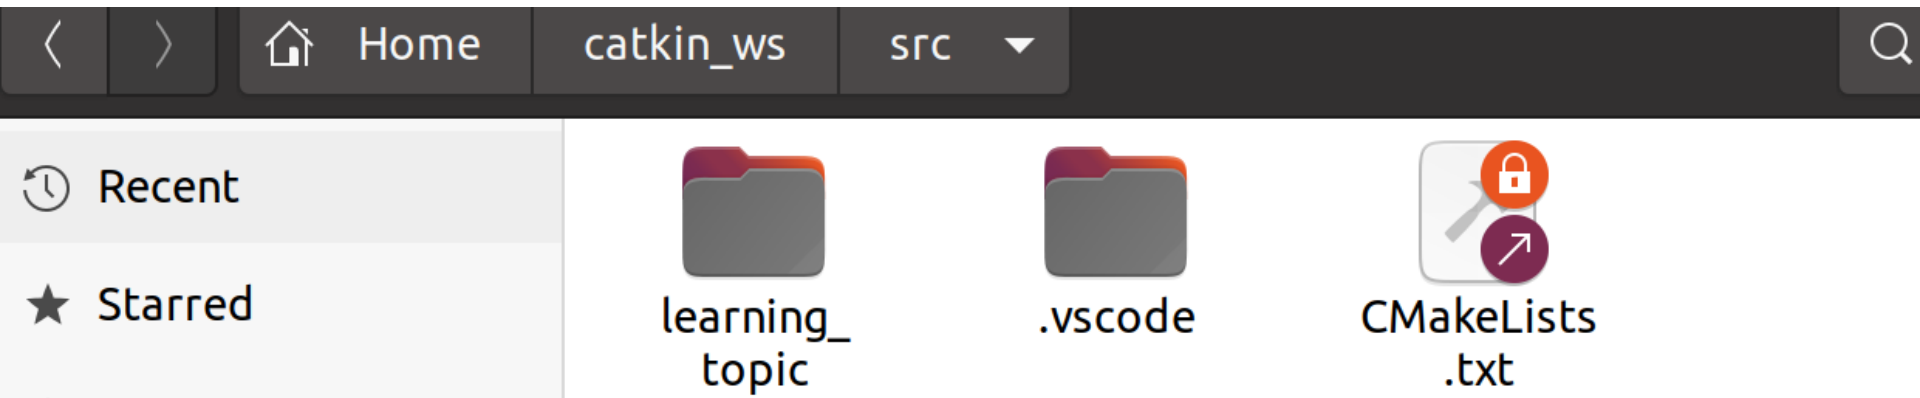 Home catkin_ws src
Recent
Starred
learning_
topic
.vscode
CMakeLists
.txt